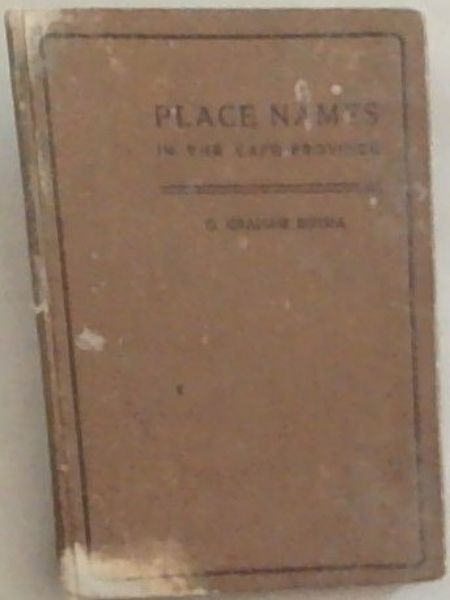 PLACE NAMES
IN THE CAPE PROVINCE
C. GRAHAM BOTHA